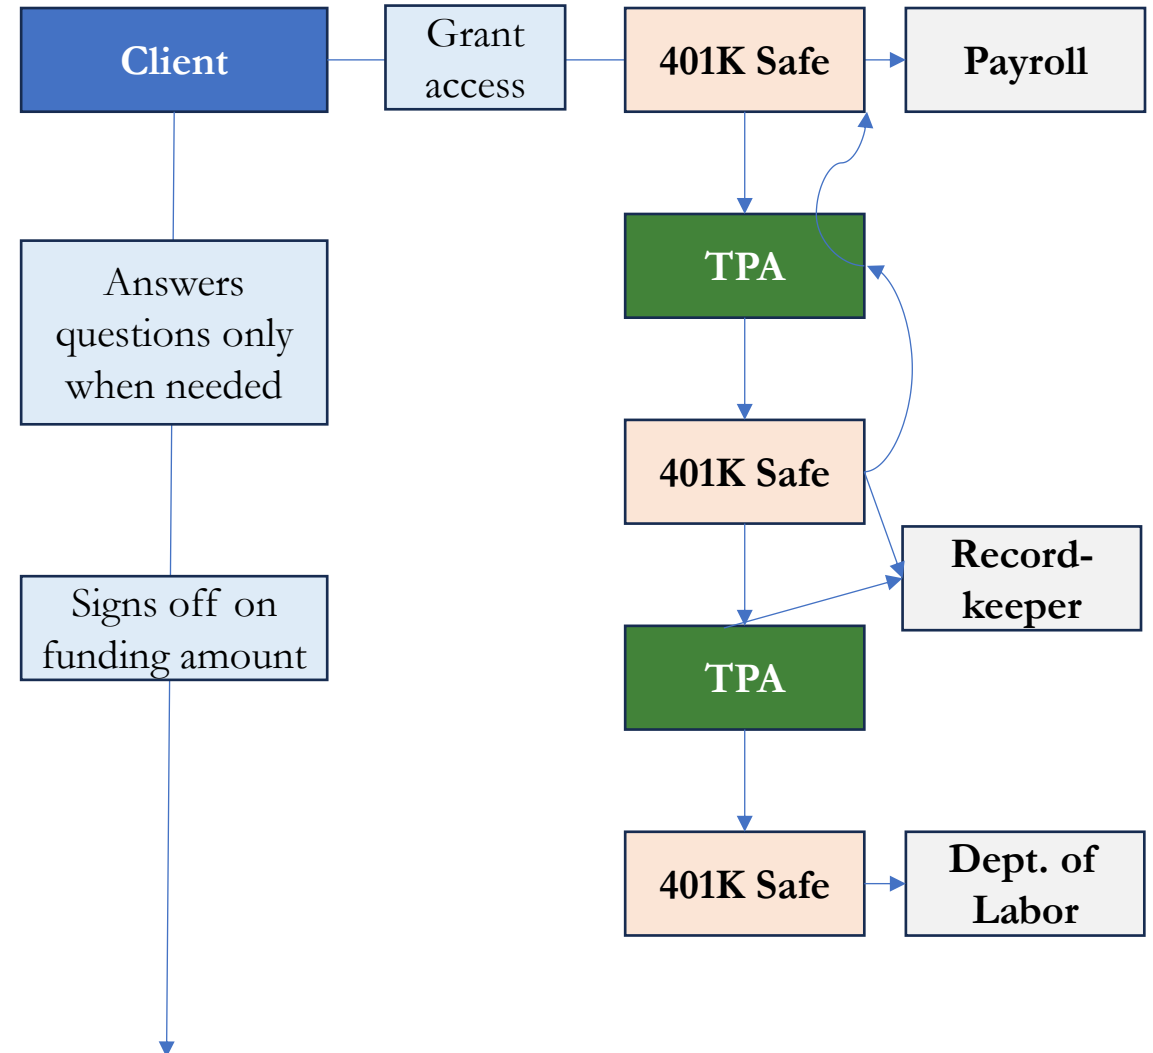 Client
Grant
access
401K Safe
Payroll
TPA
Answers
questions only
when needed
401K Safe
Record-
keeper
Signs off on
funding amount
TPA
401K Safe
Dept. of
Labor